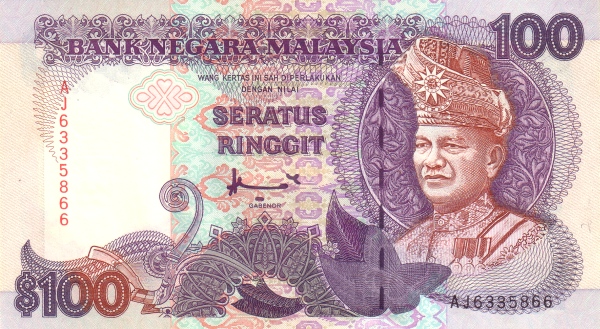 BANK NEGARA MALAYSIA
100
WANG KERTAS INI SAH DIPERLAKUKAN
DENGAN NILAI
SERATUS
RINGGIT
GABENOR
AJ6335866
$100
AJ6335866